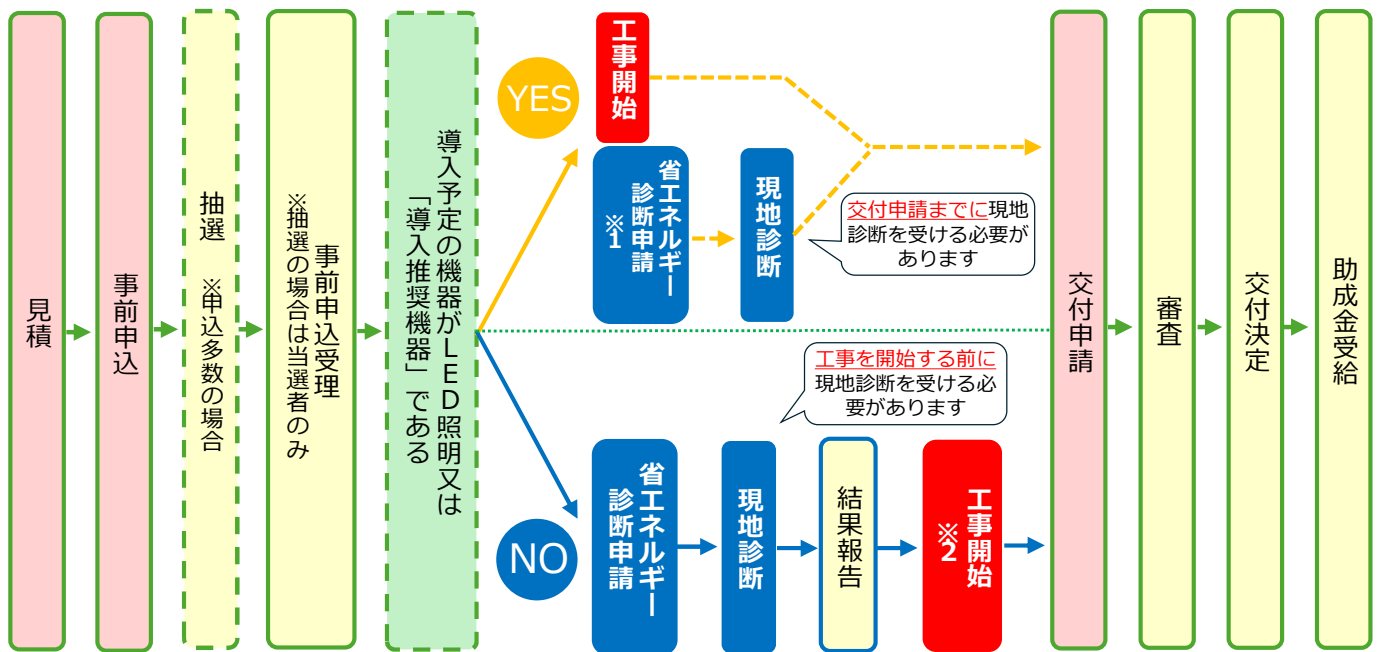 見積
事前申込
抽選　※申込多数の場合
事前申込受理
※抽選の場合は当選者のみ
導入予定の機器がＬＥＤ照明又は
「導入推奨機器」である
YES
工事開始
省エネルギー
診断申請
※1
現地診断
交付申請までに現地
診断を受ける必要が
あります
NO
省エネルギー
診断申請
現地診断
工事を開始する前に
現地診断を受ける必
要があります
結果報告
工事開始
※2
交付申請
審査
交付決定
助成金受給